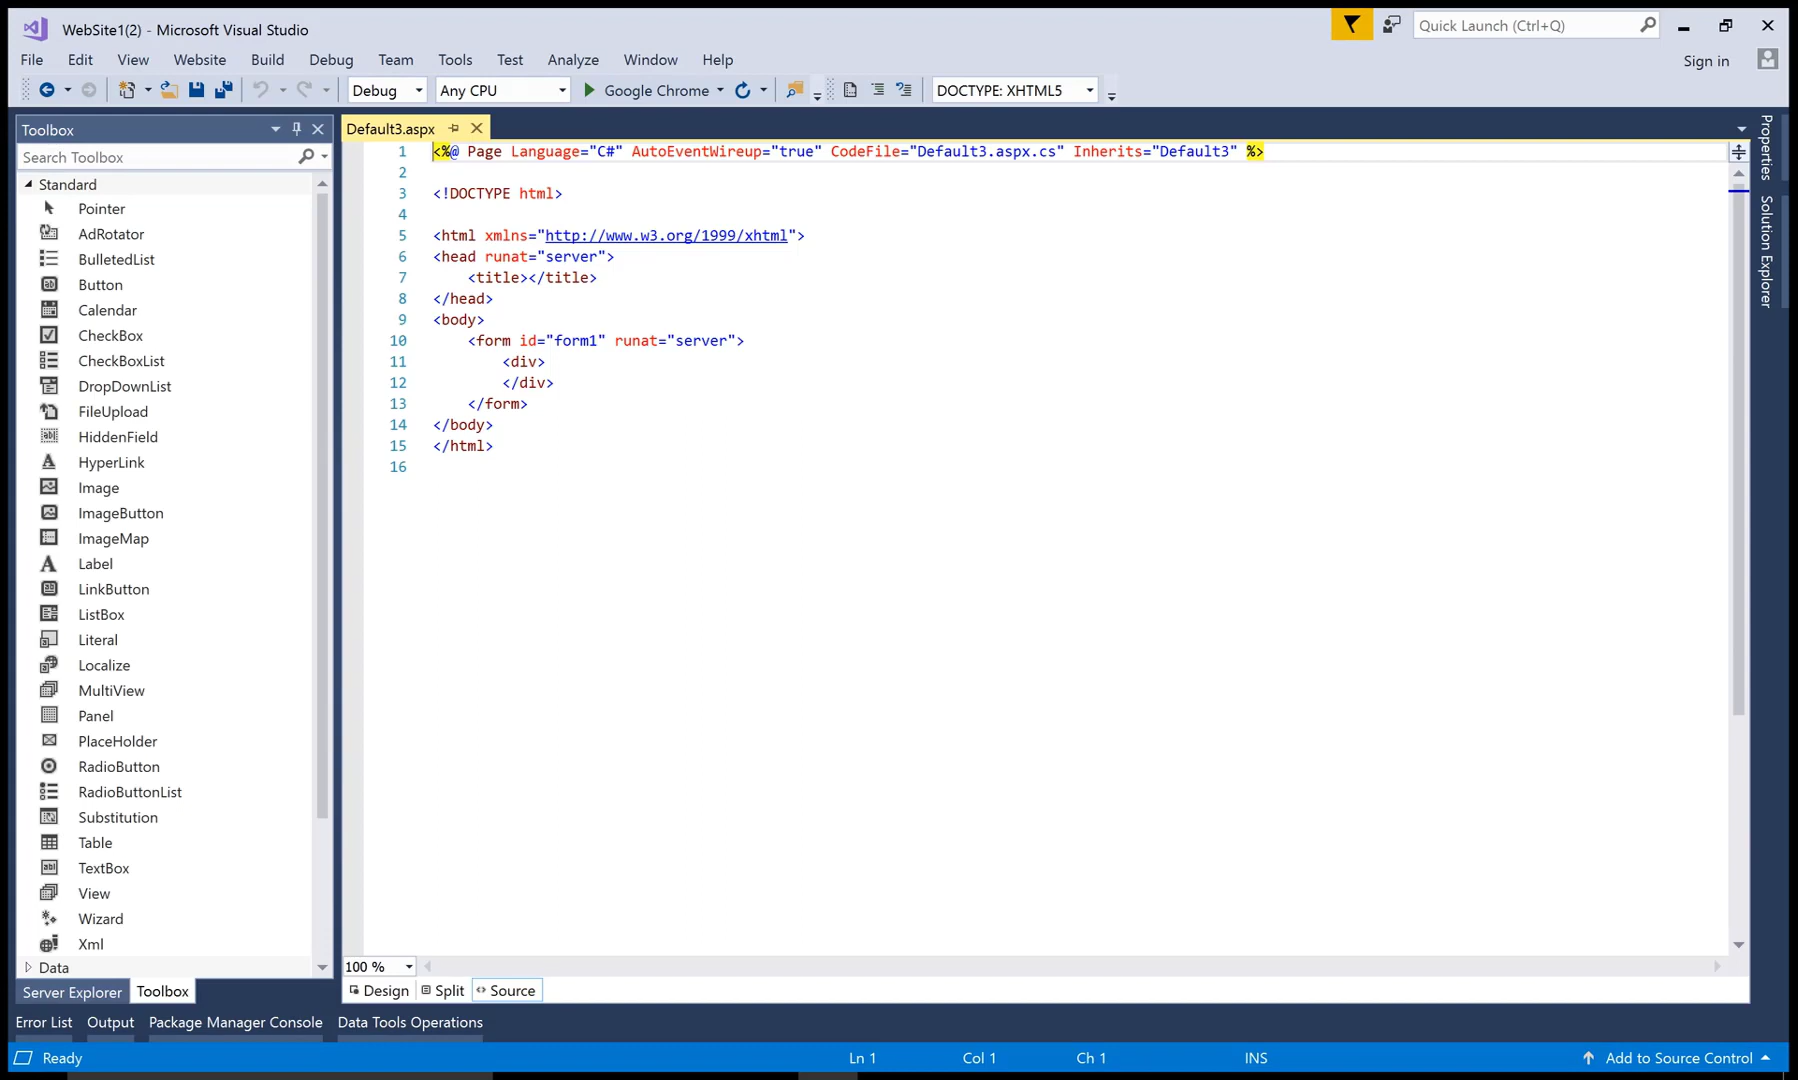 WebSite1(2) - Microsoft Visual Studio
Quick Launch (Ctrl+Q)
File Edit View Website Build Debug Team Tools Test Analyze Window Help
Sign in
Debug Any CPU Google Chrome DOCTYPE: XHTML5
Toolbox
Search Toolbox
Standard
Pointer
AdRotator
BulletedList
Button
Calendar
CheckBox
CheckBoxList
DropDownList
FileUpload
HiddenField
HyperLink
Image
ImageButton
ImageMap
Label
LinkButton
ListBox
Literal
Localize
MultiView
Panel
PlaceHolder
RadioButton
RadioButtonList
Substitution
Table
TextBox
View
Wizard
Xml
Data
Server Explorer Toolbox
Default3.aspx
1 <%@ Page Language="C#" AutoEventWireup="true" CodeFile="Default3.aspx.cs" Inherits="Default3" %>
2
3 <!DOCTYPE html>
4
5 <html xmlns="http://www.w3.org/1999/xhtml">
6 <head runat="server">
7 <title></title>
8 </head>
9 <body>
10 <form id="form1" runat="server">
11 <div>
12 </div>
13 </form>
14 </body>
15 </html>
16
100 %
Design Split Source
Properties
Solution Explorer
Error List Output Package Manager Console Data Tools Operations
Ready Ln 1 Col 1 Ch 1 INS Add to Source Control